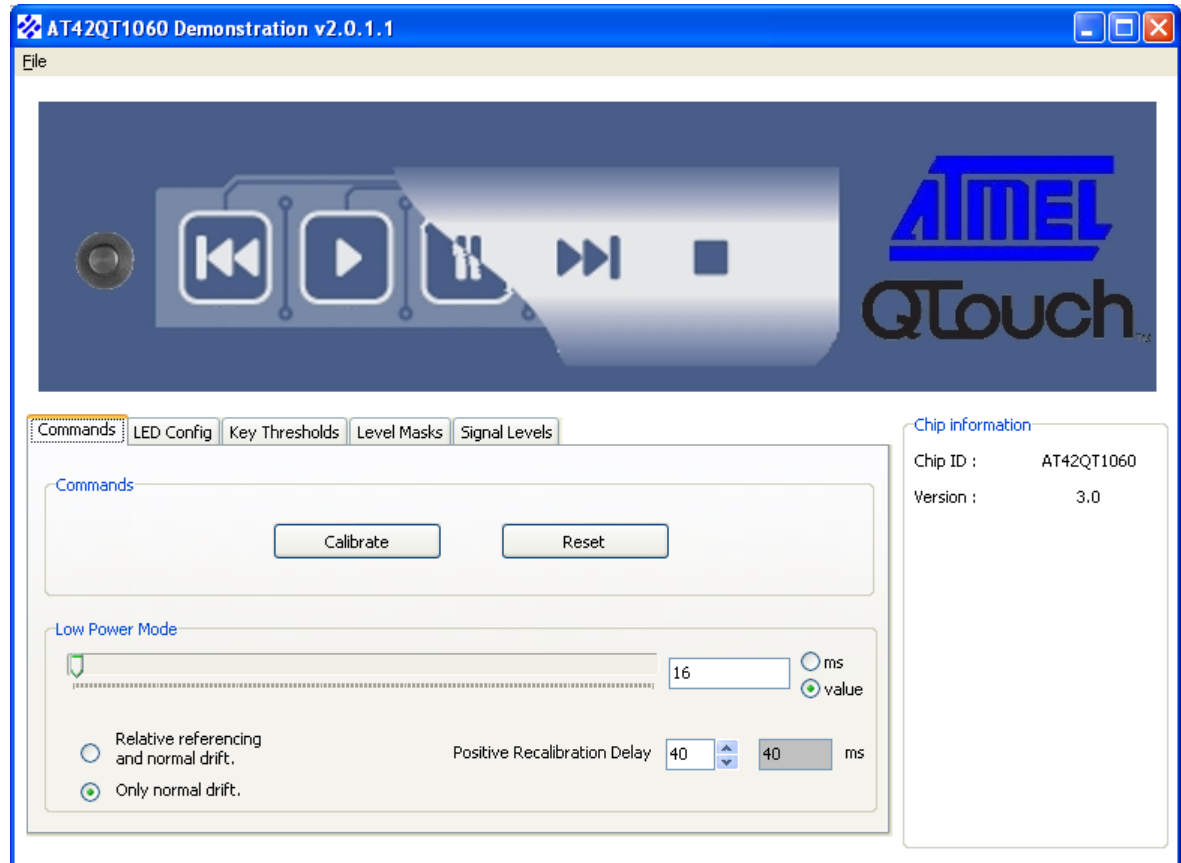 AT42QT1060 Demonstration v2.0.1.1
File
ATMEL
QTouch™
Commands LED Config Key Thresholds Level Masks Signal Levels
Commands
Calibrate Reset
Low Power Mode
16
ms
value
Relative referencing
and normal drift.
Positive Recalibration Delay 40 40 ms
Only normal drift.
Chip information
Chip ID : AT42QT1060
Version : 3.0